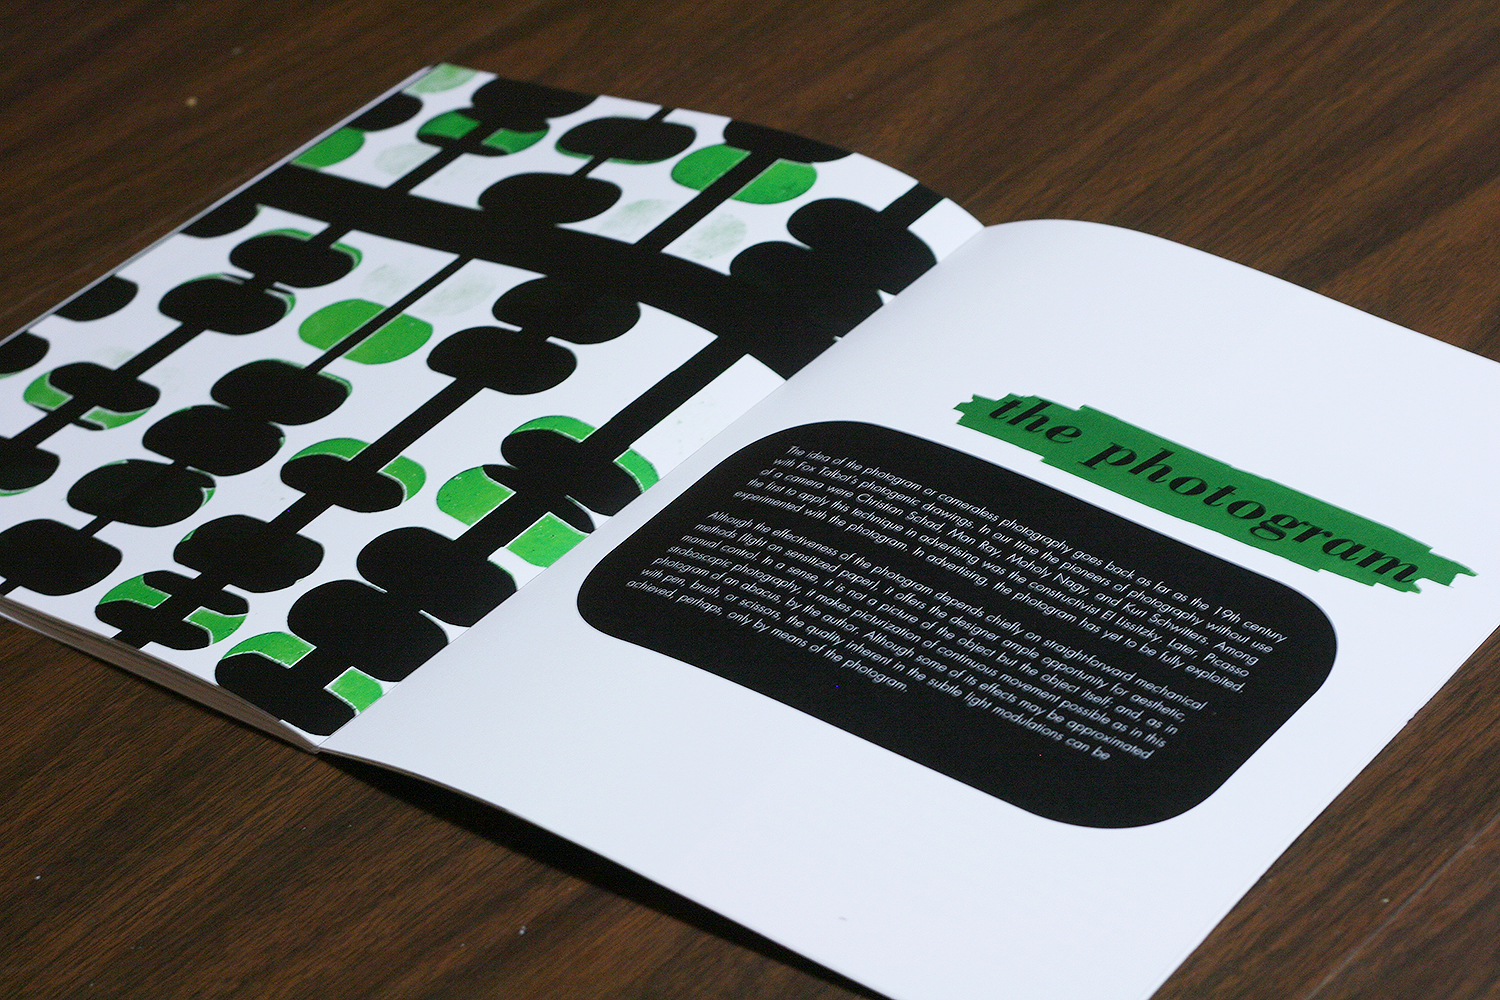 the photogram
The idea of the photogram or cameraless photography goes back as far as the 19th century
with Fox Talbot's photogenic drawings. In our time the pioneers of photography without use
of a camera were Christian Schad, Man Ray, Moholy Nagy, and Kurt Schwitters. Among
the first to apply this technique in advertising was the constructivist El Lissitzky. Later, Picasso
experimented with the photogram. In advertising, the photogram has yet to be fully exploited.
Although the effectiveness of the photogram depends chiefly on straight-forward mechanical
methods (light on sensitized paper), it offers the designer ample opportunity for aesthetic,
manual control. In a sense, it is not a picture of the object but the object itself; and, as in
stroboscopic photography, it makes picturization of continuous movement possible as in this
photogram of an abacus, by the author. Although some of its effects may be approximated
with pen, brush, or scissors, the quality inherent in the subtle light modulations can be
achieved, perhaps, only by means of the photogram.